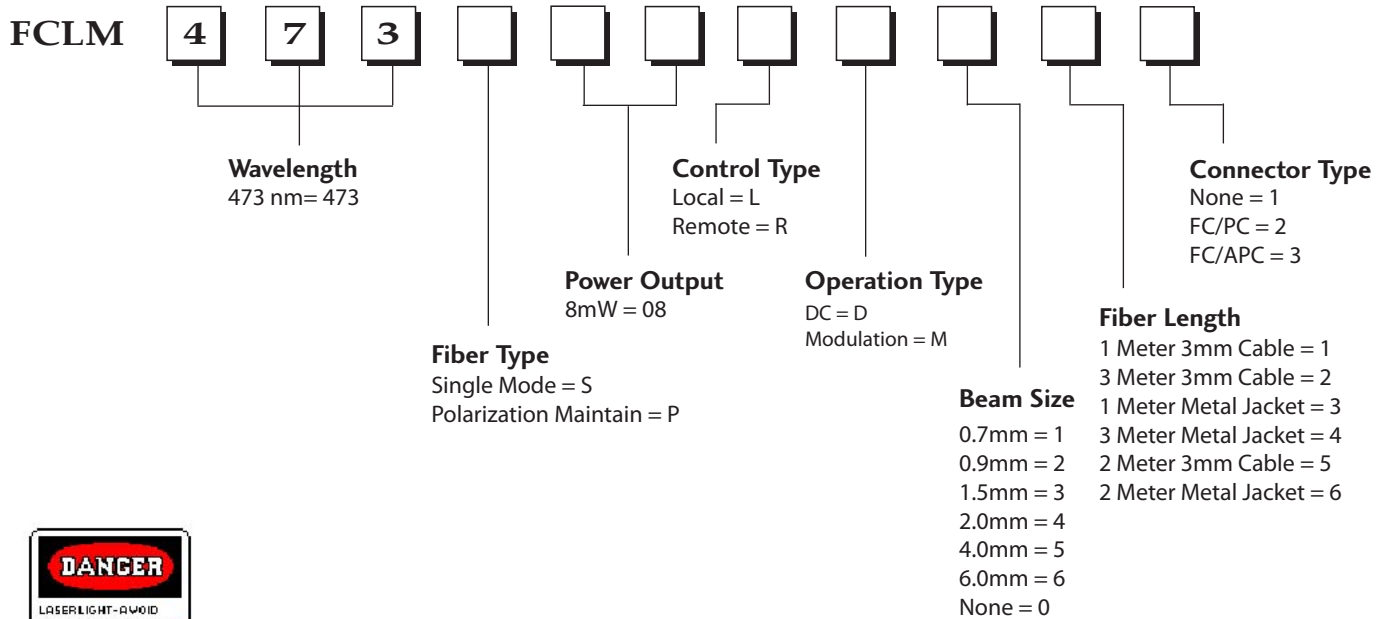 FCLM 4 7 3
Wavelength
473 nm= 473
Fiber Type
Single Mode = S
Polarization Maintain = P
Power Output
8mW = 08
Control Type
Local = L
Remote = R
Operation Type
DC = D
Modulation = M
Beam Size
0.7mm = 1
0.9mm = 2
1.5mm = 3
2.0mm = 4
4.0mm = 5
6.0mm = 6
None = 0
Fiber Length
1 Meter 3mm Cable = 1
3 Meter 3mm Cable = 2
1 Meter Metal Jacket = 3
3 Meter Metal Jacket = 4
2 Meter 3mm Cable = 5
2 Meter Metal Jacket = 6
Connector Type
None = 1
FC/PC = 2
FC/APC = 3
DANGER
LASERLIGHT-AVOID